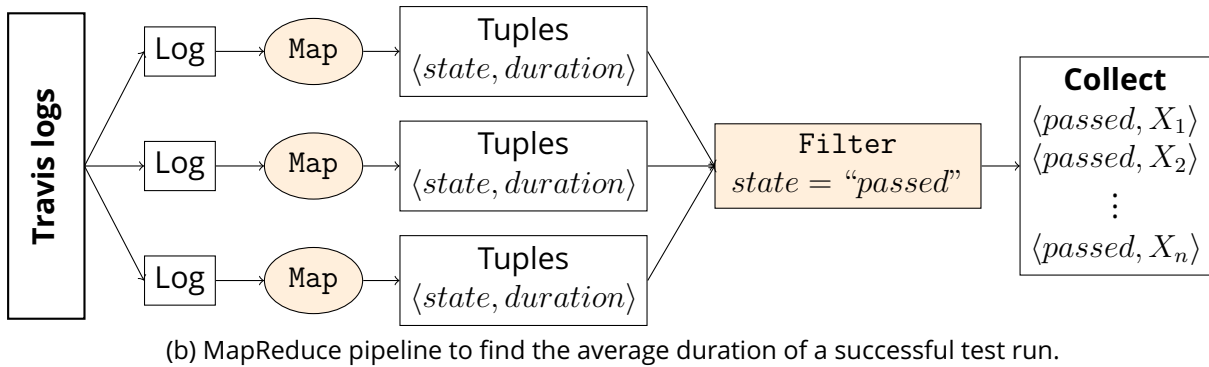 Travis logs
Log
Map
Tuples
⟨state, duration⟩
Log
Map
Tuples
⟨state, duration⟩
Log
Map
Tuples
⟨state, duration⟩
Filter
state = “passed”
Collect
⟨passed, X₁⟩
⟨passed, X₂⟩
⋮
⟨passed, Xₙ⟩
(b) MapReduce pipeline to find the average duration of a successful test run.